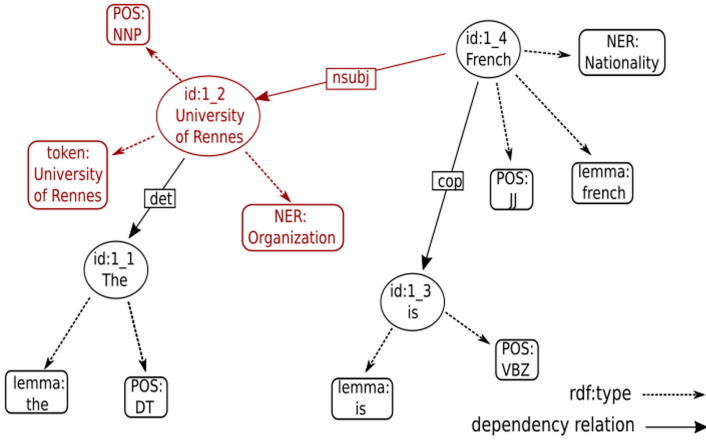 POS:
NNP
id:1_4
French
NER:
Nationality
nsubj
id:1_2
University
of Rennes
token:
University
of Rennes
cop
POS:
JJ
lemma:
french
det
NER:
Organization
id:1_1
The
id:1_3
is
lemma:
the
POS:
DT
lemma:
is
POS:
VBZ
rdf:type
dependency relation